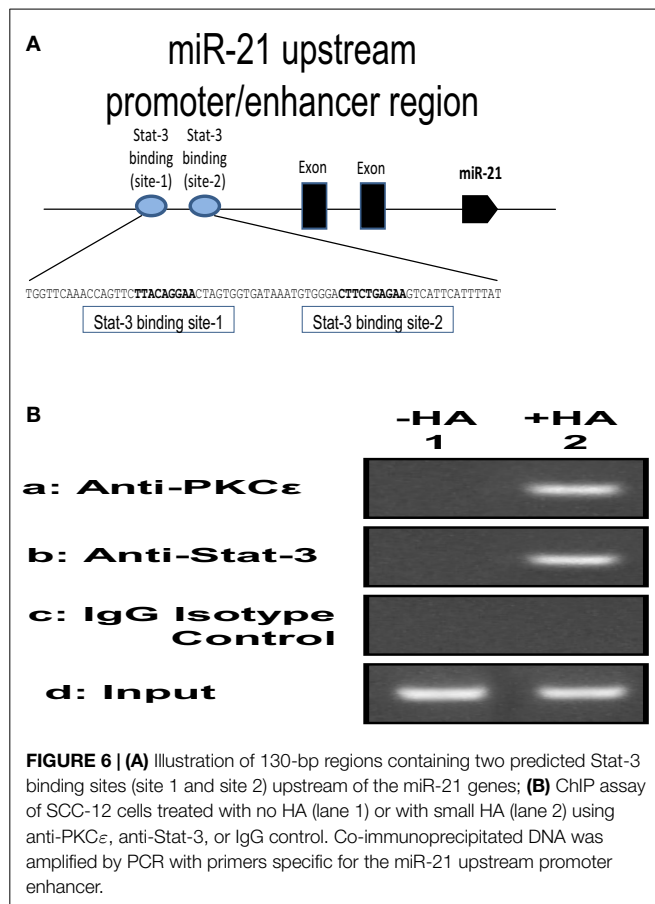 A
miR-21 upstream
promoter/enhancer region
Stat-3 binding (site-1)
Stat-3 binding (site-2)
Exon
Exon
miR-21
TGGTTCAAACCAGTTCTTACAGGAACTAGTGGTGATAAATGTGGGACTTCTGAGAAGTCATTCATTTTAT
Stat-3 binding site-1
Stat-3 binding site-2
B
-HA +HA
1 2
a: Anti-PKCε
b: Anti-Stat-3
c: IgG Isotype
Control
d: Input
FIGURE 6 | (A) Illustration of 130-bp regions containing two predicted Stat-3
binding sites (site 1 and site 2) upstream of the miR-21 genes; (B) ChIP assay
of SCC-12 cells treated with no HA (lane 1) or with small HA (lane 2) using
anti-PKCε, anti-Stat-3, or IgG control. Co-immunoprecipitated DNA was
amplified by PCR with primers specific for the miR-21 upstream promoter
enhancer.